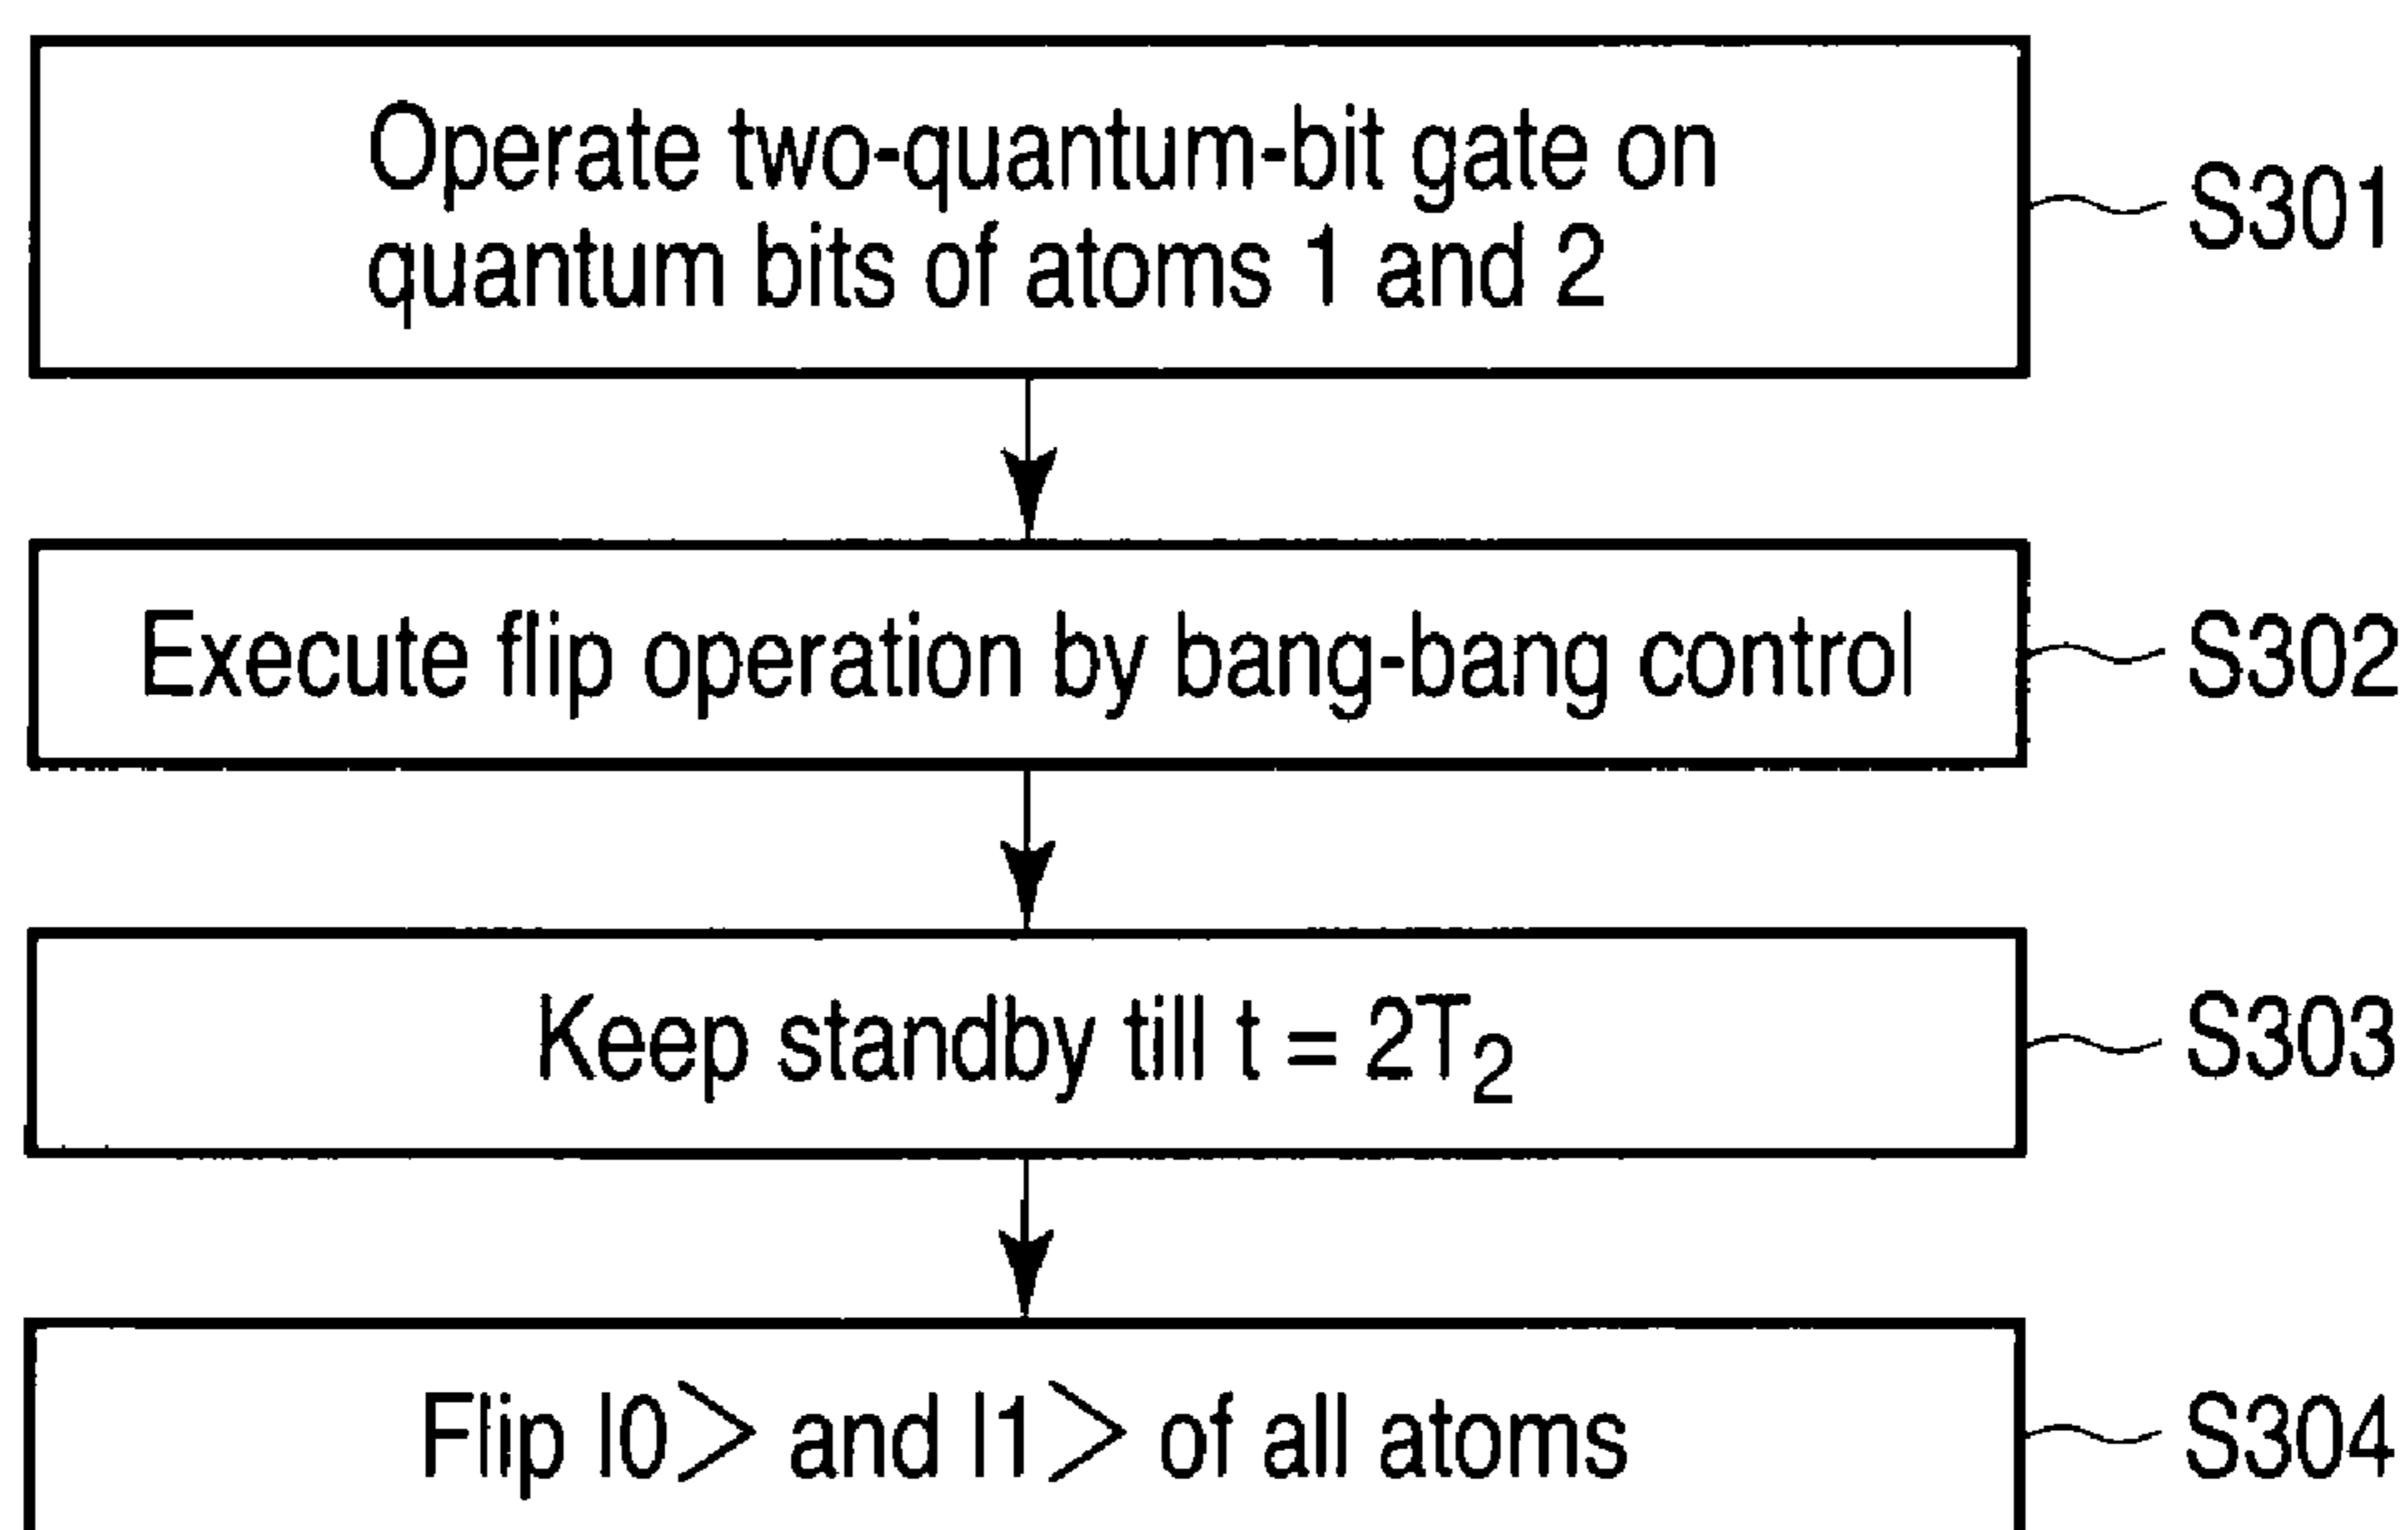 Operate two-quantum-bit gate on
quantum bits of atoms 1 and 2
S301
Execute flip operation by bang-bang control
S302
Keep standby till t = 2T2
S303
Flip |0> and |1> of all atoms
S304